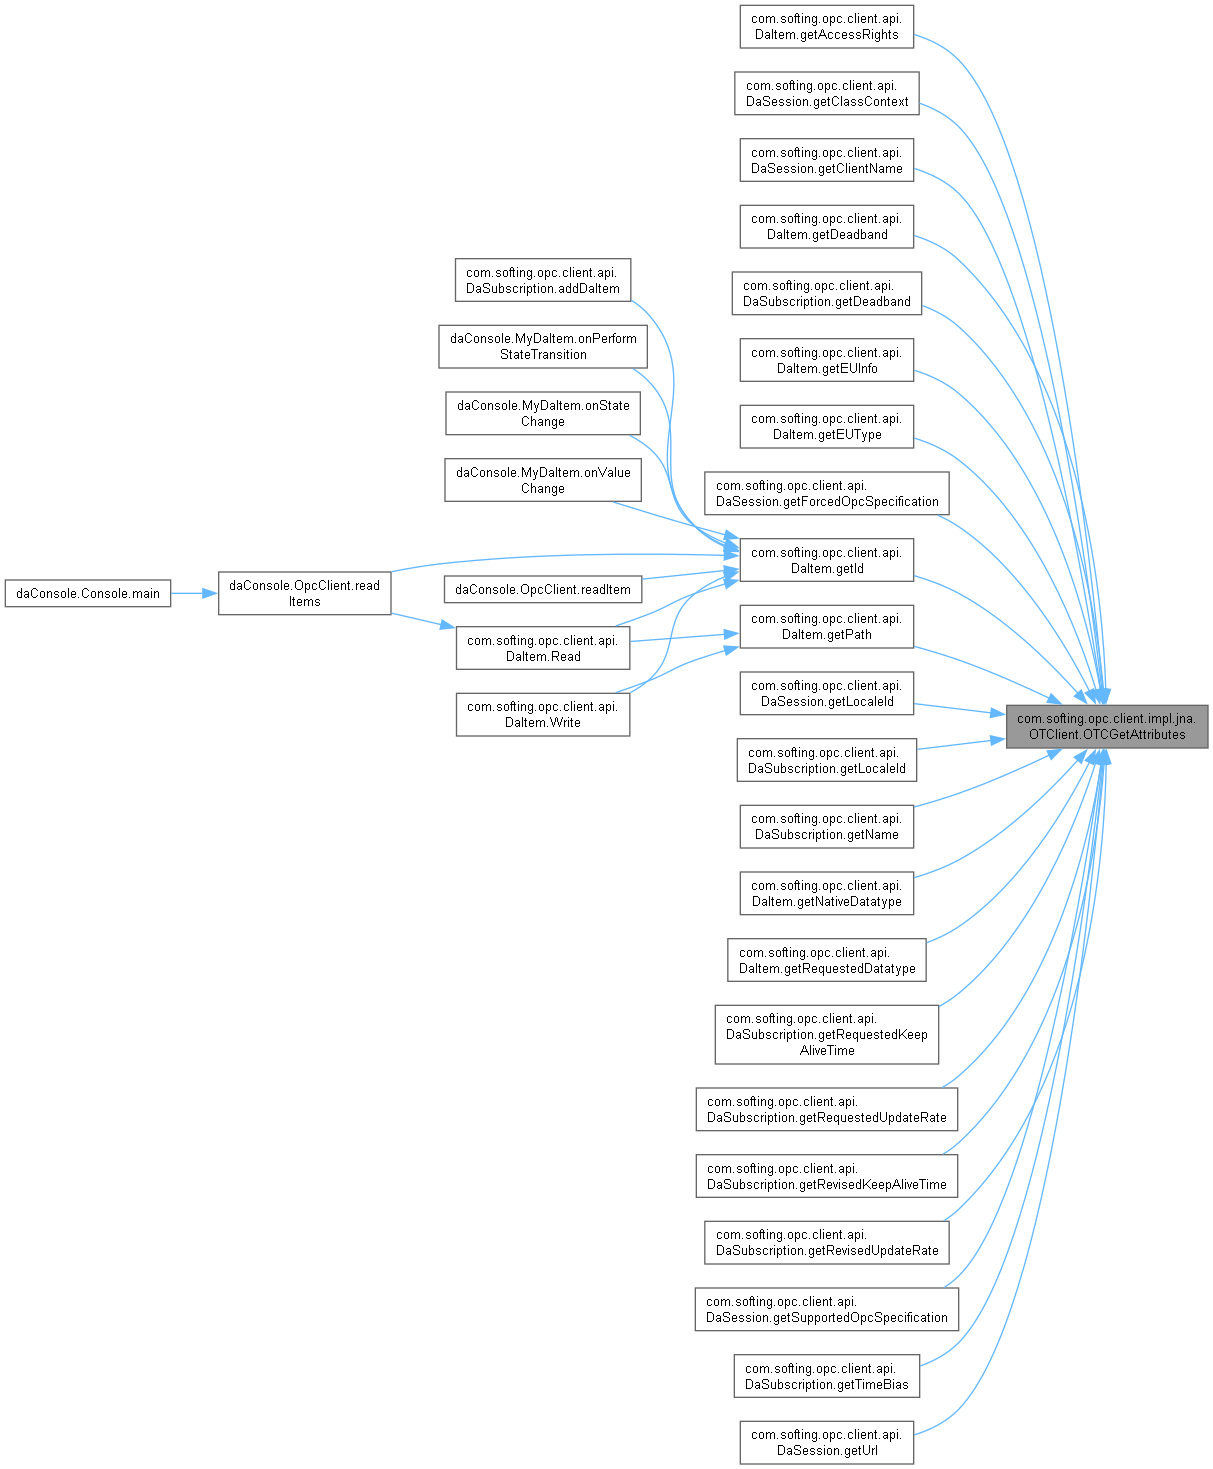 com.softing.opc.client.api.
DaItem.getAccessRights
com.softing.opc.client.api.
DaSession.getClassContext
com.softing.opc.client.api.
DaSession.getClientName
com.softing.opc.client.api.
DaItem.getDeadband
com.softing.opc.client.api.
DaSubscription.addDaItem
com.softing.opc.client.api.
DaSubscription.getDeadband
daConsole.MyDaItem.onPerform
StateTransition
com.softing.opc.client.api.
DaItem.getEUInfo
daConsole.MyDaItem.onState
Change
com.softing.opc.client.api.
DaItem.getEUType
daConsole.MyDaItem.onValue
Change
com.softing.opc.client.api.
DaSession.getForcedOpcSpecification
com.softing.opc.client.api.
DaItem.getId
daConsole.Console.main
daConsole.OpcClient.read
Items
daConsole.OpcClient.readItem
com.softing.opc.client.api.
DaItem.getPath
com.softing.opc.client.api.
DaItem.Read
com.softing.opc.client.api.
DaSession.getLocaleId
com.softing.opc.client.api.
DaItem.Write
com.softing.opc.client.impl.jna.
OTClient.OTCGetAttributes
com.softing.opc.client.api.
DaSubscription.getLocaleId
com.softing.opc.client.api.
DaSubscription.getName
com.softing.opc.client.api.
DaItem.getNativeDatatype
com.softing.opc.client.api.
DaItem.getRequestedDatatype
com.softing.opc.client.api.
DaSubscription.getRequestedKeep
AliveTime
com.softing.opc.client.api.
DaSubscription.getRequestedUpdateRate
com.softing.opc.client.api.
DaSubscription.getRevisedKeepAliveTime
com.softing.opc.client.api.
DaSubscription.getRevisedUpdateRate
com.softing.opc.client.api.
DaSession.getSupportedOpcSpecification
com.softing.opc.client.api.
DaSubscription.getTimeBias
com.softing.opc.client.api.
DaSession.getUrl